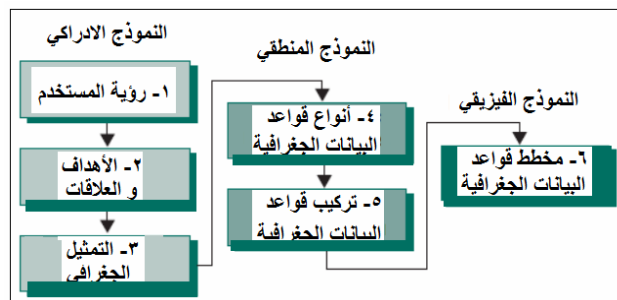 النموذج الادراكي
١- رؤية المستخدم
٢- الأهداف
و العلاقات
٣- التمثيل
الجغرافي
النموذج المنطقي
٤- أنواع قواعد
البيانات الجغرافية
٥- تركيب قواعد
البيانات الجغرافية
النموذج الفيزيقي
٦- مخطط قواعد
البيانات الجغرافية